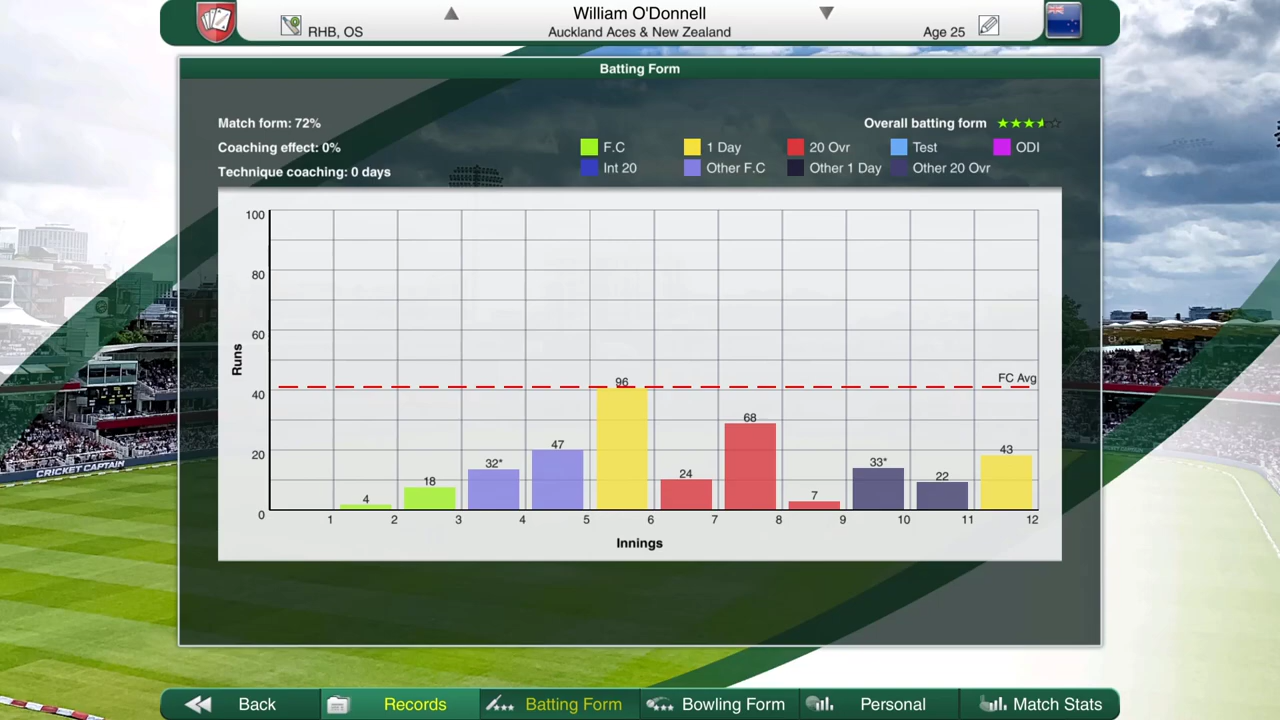 William O'Donnell
RHB, OS
Auckland Aces & New Zealand
Age 25
Batting Form
Match form: 72%
Overall batting form
Coaching effect: 0%
F.C
1 Day
20 Ovr
Test
ODI
Technique coaching: 0 days
Int 20
Other F.C
Other 1 Day
Other 20 Ovr
100
80
60
40
20
0
Runs
FC Avg
4
18
32*
47
96
24
68
7
33*
22
43
1 2 3 4 5 6 7 8 9 10 11 12
Innings
CRICKET CAPTAIN
Back
Records
Batting Form
Bowling Form
Personal
Match Stats